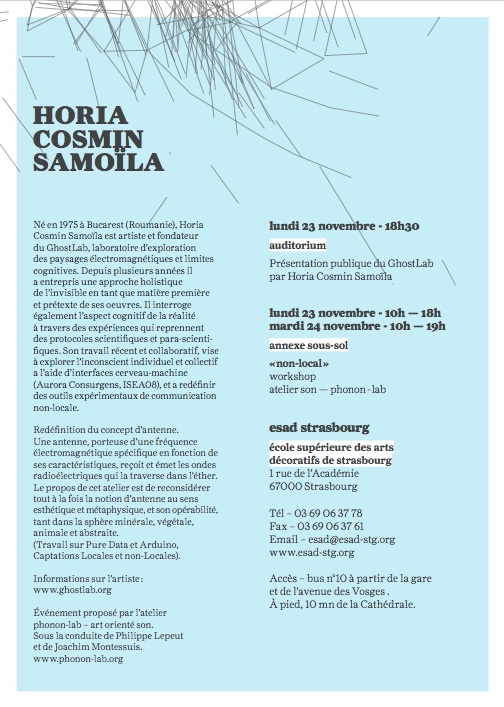 HORIA
COSMIN
SAMOÏLA
Né en 1975 à Bucarest (Roumanie), Horia
Cosmin Samoïla est artiste et fondateur
du GhostLab, laboratoire d'exploration
des paysages électromagnétiques et limites
cognitives. Depuis plusieurs années il
a entrepris une approche holistique
de l'invisible en tant que matière première
et prétexte de ses oeuvres. Il interroge
également l'aspect cognitif de la réalité
à travers des expériences qui reprennent
des protocoles scientifiques et para-scienti-
fiques. Son travail récent et collaboratif, vise
à explorer l'inconscient individuel et collectif
a l'aide d'interfaces cerveau-machine
(Aurora Consurgens, ISEA08), et a redéfinir
des outils expérimentaux de communication
non-locale.
Redéfinition du concept d'antenne.
Une antenne, porteuse d'une fréquence
électromagnétique spécifique en fonction de
ses caractéristiques, reçoit et émet les ondes
radioélectriques qui la traverse dans l'éther.
Le propos de cet atelier est de reconsidérer
tout à la fois la notion d'antenne au sens
esthétique et métaphysique, et son opérabilité,
tant dans la sphère minérale, végétale,
animale et abstraite.
(Travail sur Pure Data et Arduino,
Captations Locales et non-Locales).
Informations sur l'artiste :
www.ghostlab.org
Événement proposé par l'atelier
phonon-lab – art orienté son.
Sous la conduite de Philippe Lepeut
et de Joachim Montessuis.
www.phonon-lab.org
lundi 23 novembre - 18h30
auditorium
Présentation publique du GhostLab
par Horia Cosmin Samoïla
lundi 23 novembre - 10h — 18h
mardi 24 novembre - 10h — 19h
annexe sous-sol
«non-local»
workshop
atelier son — phonon-lab
esad strasbourg
école supérieure des arts
décoratifs de strasbourg
1 rue de l'Académie
67000 Strasbourg
Tél – 03 69 06 37 78
Fax – 03 69 06 37 61
Email – esad@esad-stg.org
www.esad-stg.org
Accès – bus n°10 à partir de la gare
et de l'avenue des Vosges .
À pied, 10 mn de la Cathédrale.